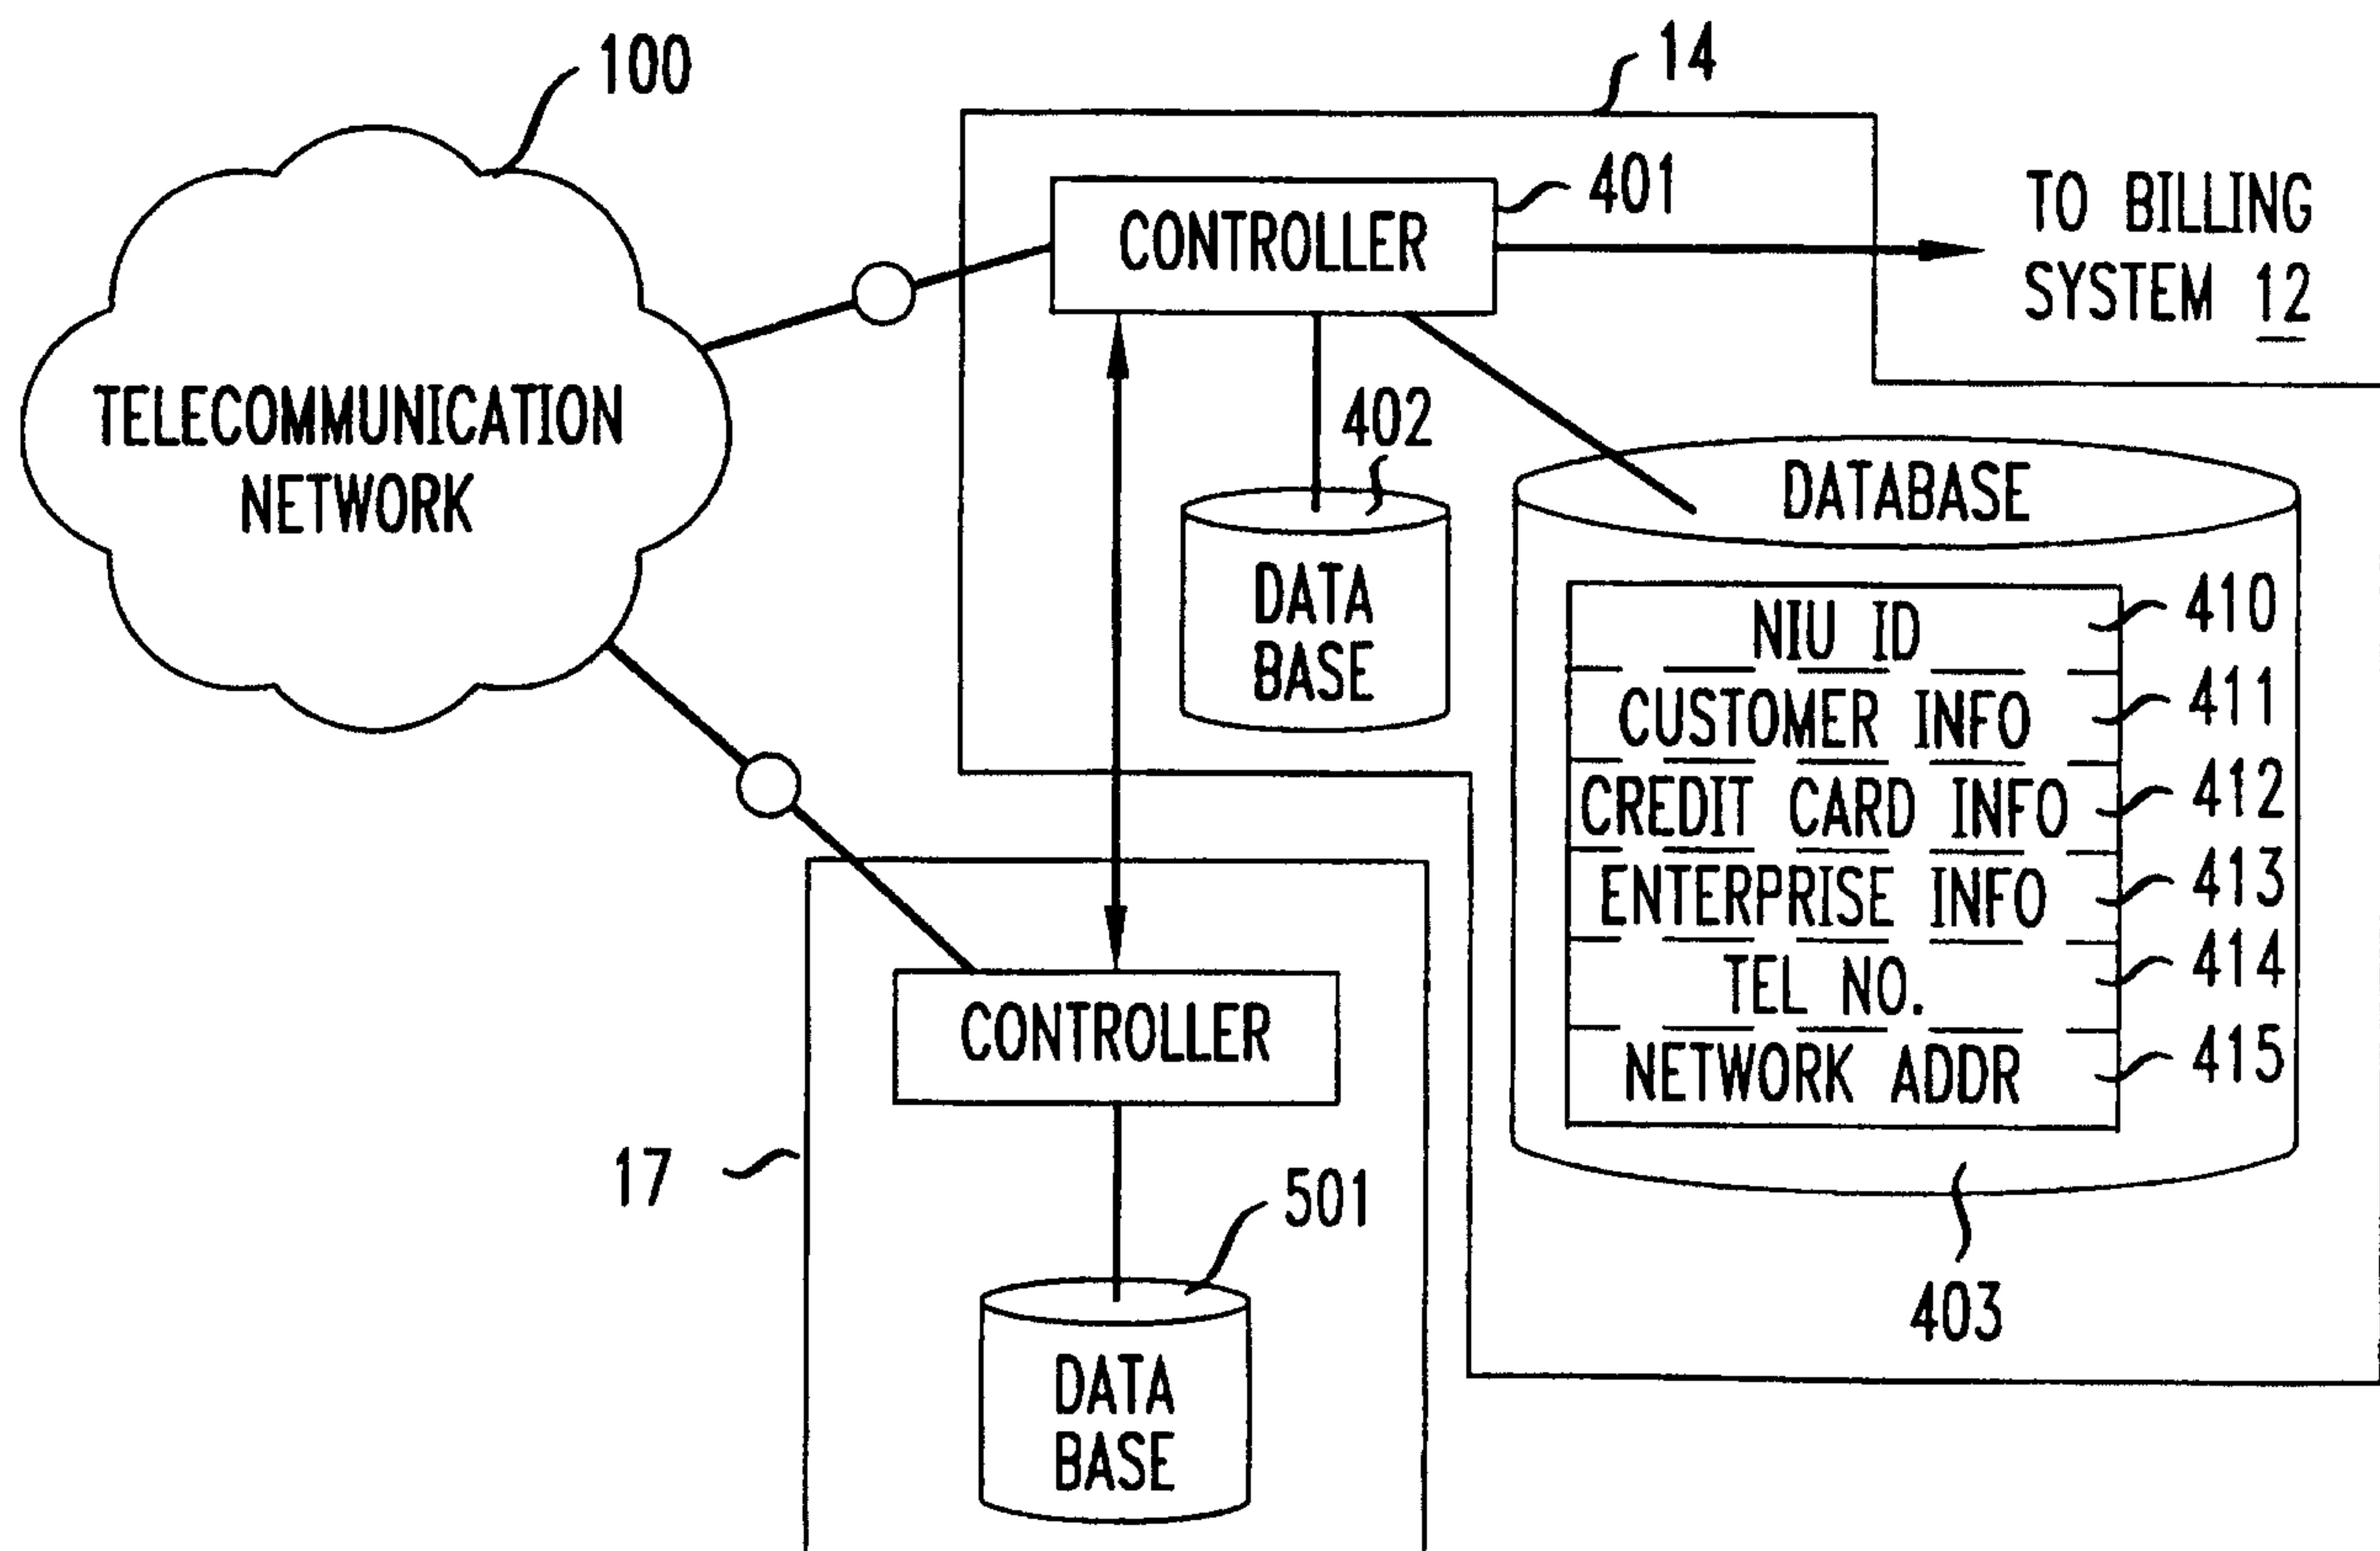 100
14
CONTROLLER
401
TO BILLING
SYSTEM 12
TELECOMMUNICATION
NETWORK
402
DATA
BASE
DATABASE
NIU ID
410
CUSTOMER INFO
411
CREDIT CARD INFO
412
ENTERPRISE INFO
413
TEL NO.
414
NETWORK ADDR
415
403
CONTROLLER
17
501
DATA
BASE